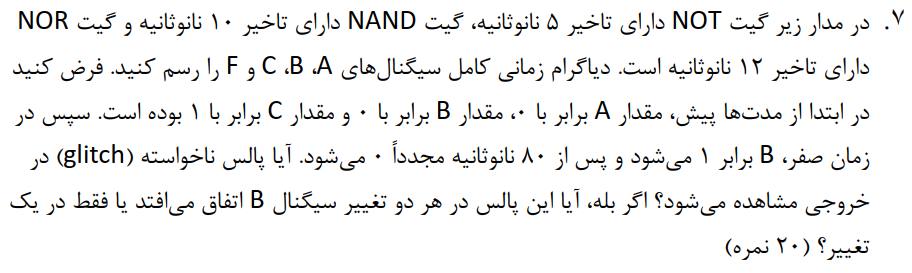 ۷. در مدار زیر گیت NOT دارای تاخیر ۵ نانوثانیه، گیت NAND دارای تاخیر ۱۰ نانوثانیه و گیت NOR
دارای تاخیر ۱۲ نانوثانیه است. دیاگرام زمانی کامل سیگنال‌های A، B، C و F را رسم کنید. فرض کنید
در ابتدا از مدت‌ها پیش، مقدار A برابر با ۰، مقدار B برابر با ۰ و مقدار C برابر با ۱ بوده است. سپس در
زمان صفر، B برابر ۱ می‌شود و پس از ۸۰ نانوثانیه مجدداً ۰ می‌شود. آیا پالس ناخواسته (glitch) در
خروجی مشاهده می‌شود؟ اگر بله، آیا این پالس در هر دو تغییر سیگنال B اتفاق می‌افتد یا فقط در یک
تغییر؟ (۲۰ نمره)